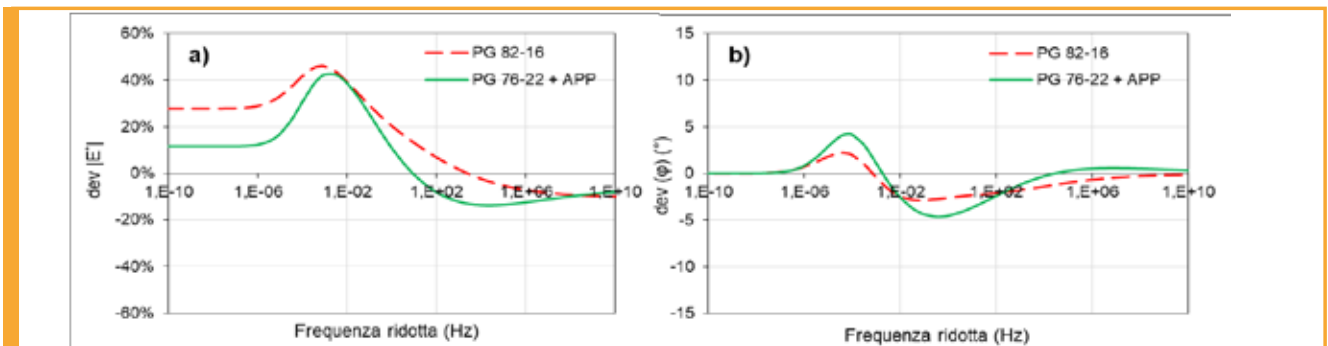 a)
60%
40%
20%
0%
-20%
-40%
-60%
dev |E*|
1,E-10
1,E-06
1,E-02
1,E+02
1,E+06
1,E+10
PG 82-16
PG 76-22 + APP
Frequenza ridotta (Hz)
b)
15
10
5
0
-5
-10
-15
dev (φ) (°)
1,E-10
1,E-06
1,E-02
1,E+02
1,E+06
1,E+10
PG 82-16
PG 76-22 + APP
Frequenza ridotta (Hz)